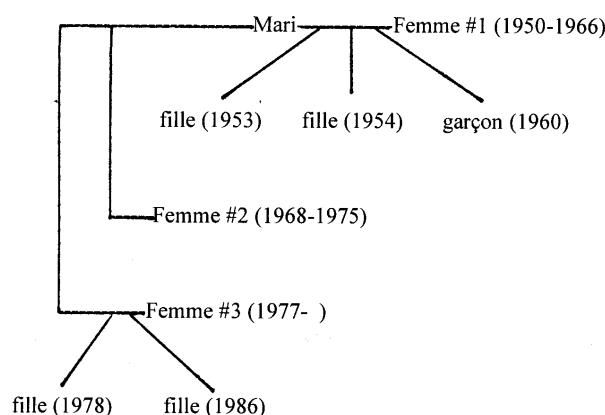 Mari Femme #1 (1950-1966)
fille (1953) fille (1954) garçon (1960)
Femme #2 (1968-1975)
Femme #3 (1977- )
fille (1978) fille (1986)